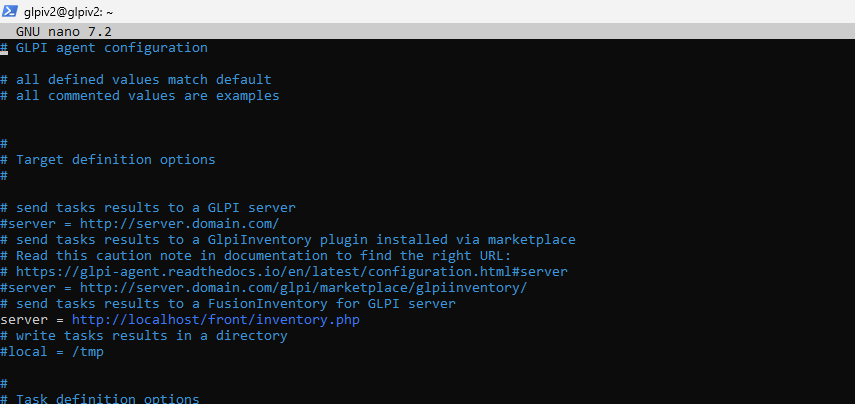 glpiv2@glpiv2: ~
GNU nano 7.2
# GLPI agent configuration
# all defined values match default
# all commented values are examples
#
# Target definition options
#
# send tasks results to a GLPI server
#server = http://server.domain.com/
# send tasks results to a GlpiInventory plugin installed via marketplace
# Read this caution note in documentation to find the right URL:
# https://glpi-agent.readthedocs.io/en/latest/configuration.html#server
#server = http://server.domain.com/glpi/marketplace/glpiinventory/
# send tasks results to a FusionInventory for GLPI server
server = http://localhost/front/inventory.php
# write tasks results in a directory
#local = /tmp
#
# Task definition options